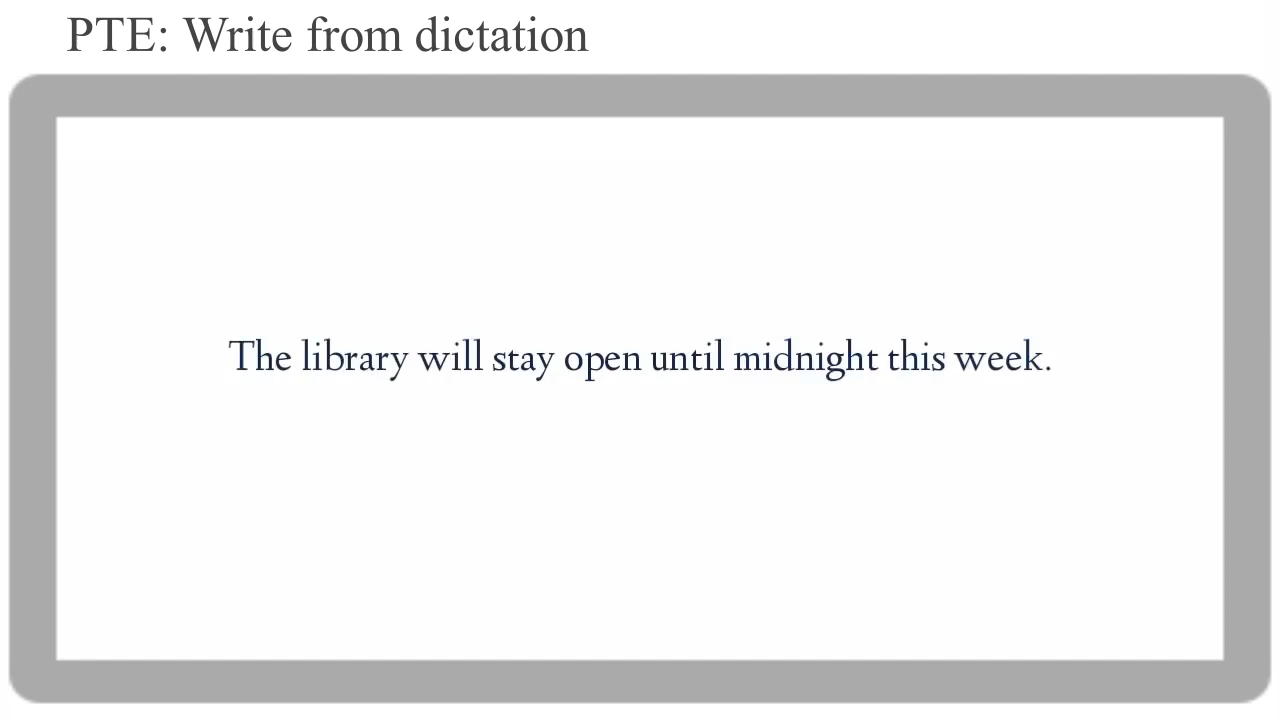 PTE: Write from dictation
The library will stay open until midnight this week.